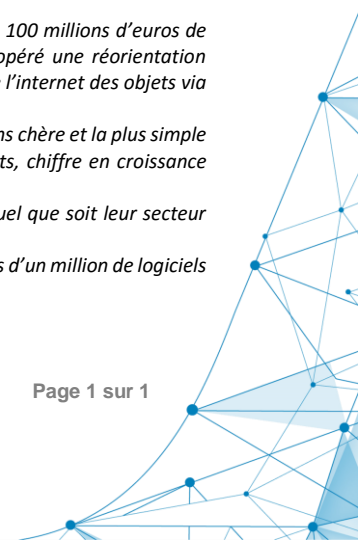 100 millions d’euros de
opéré une réorientation
l’internet des objets via
ns chère et la plus simple
ts, chiffre en croissance
uel que soit leur secteur
s d’un million de logiciels
Page 1 sur 1